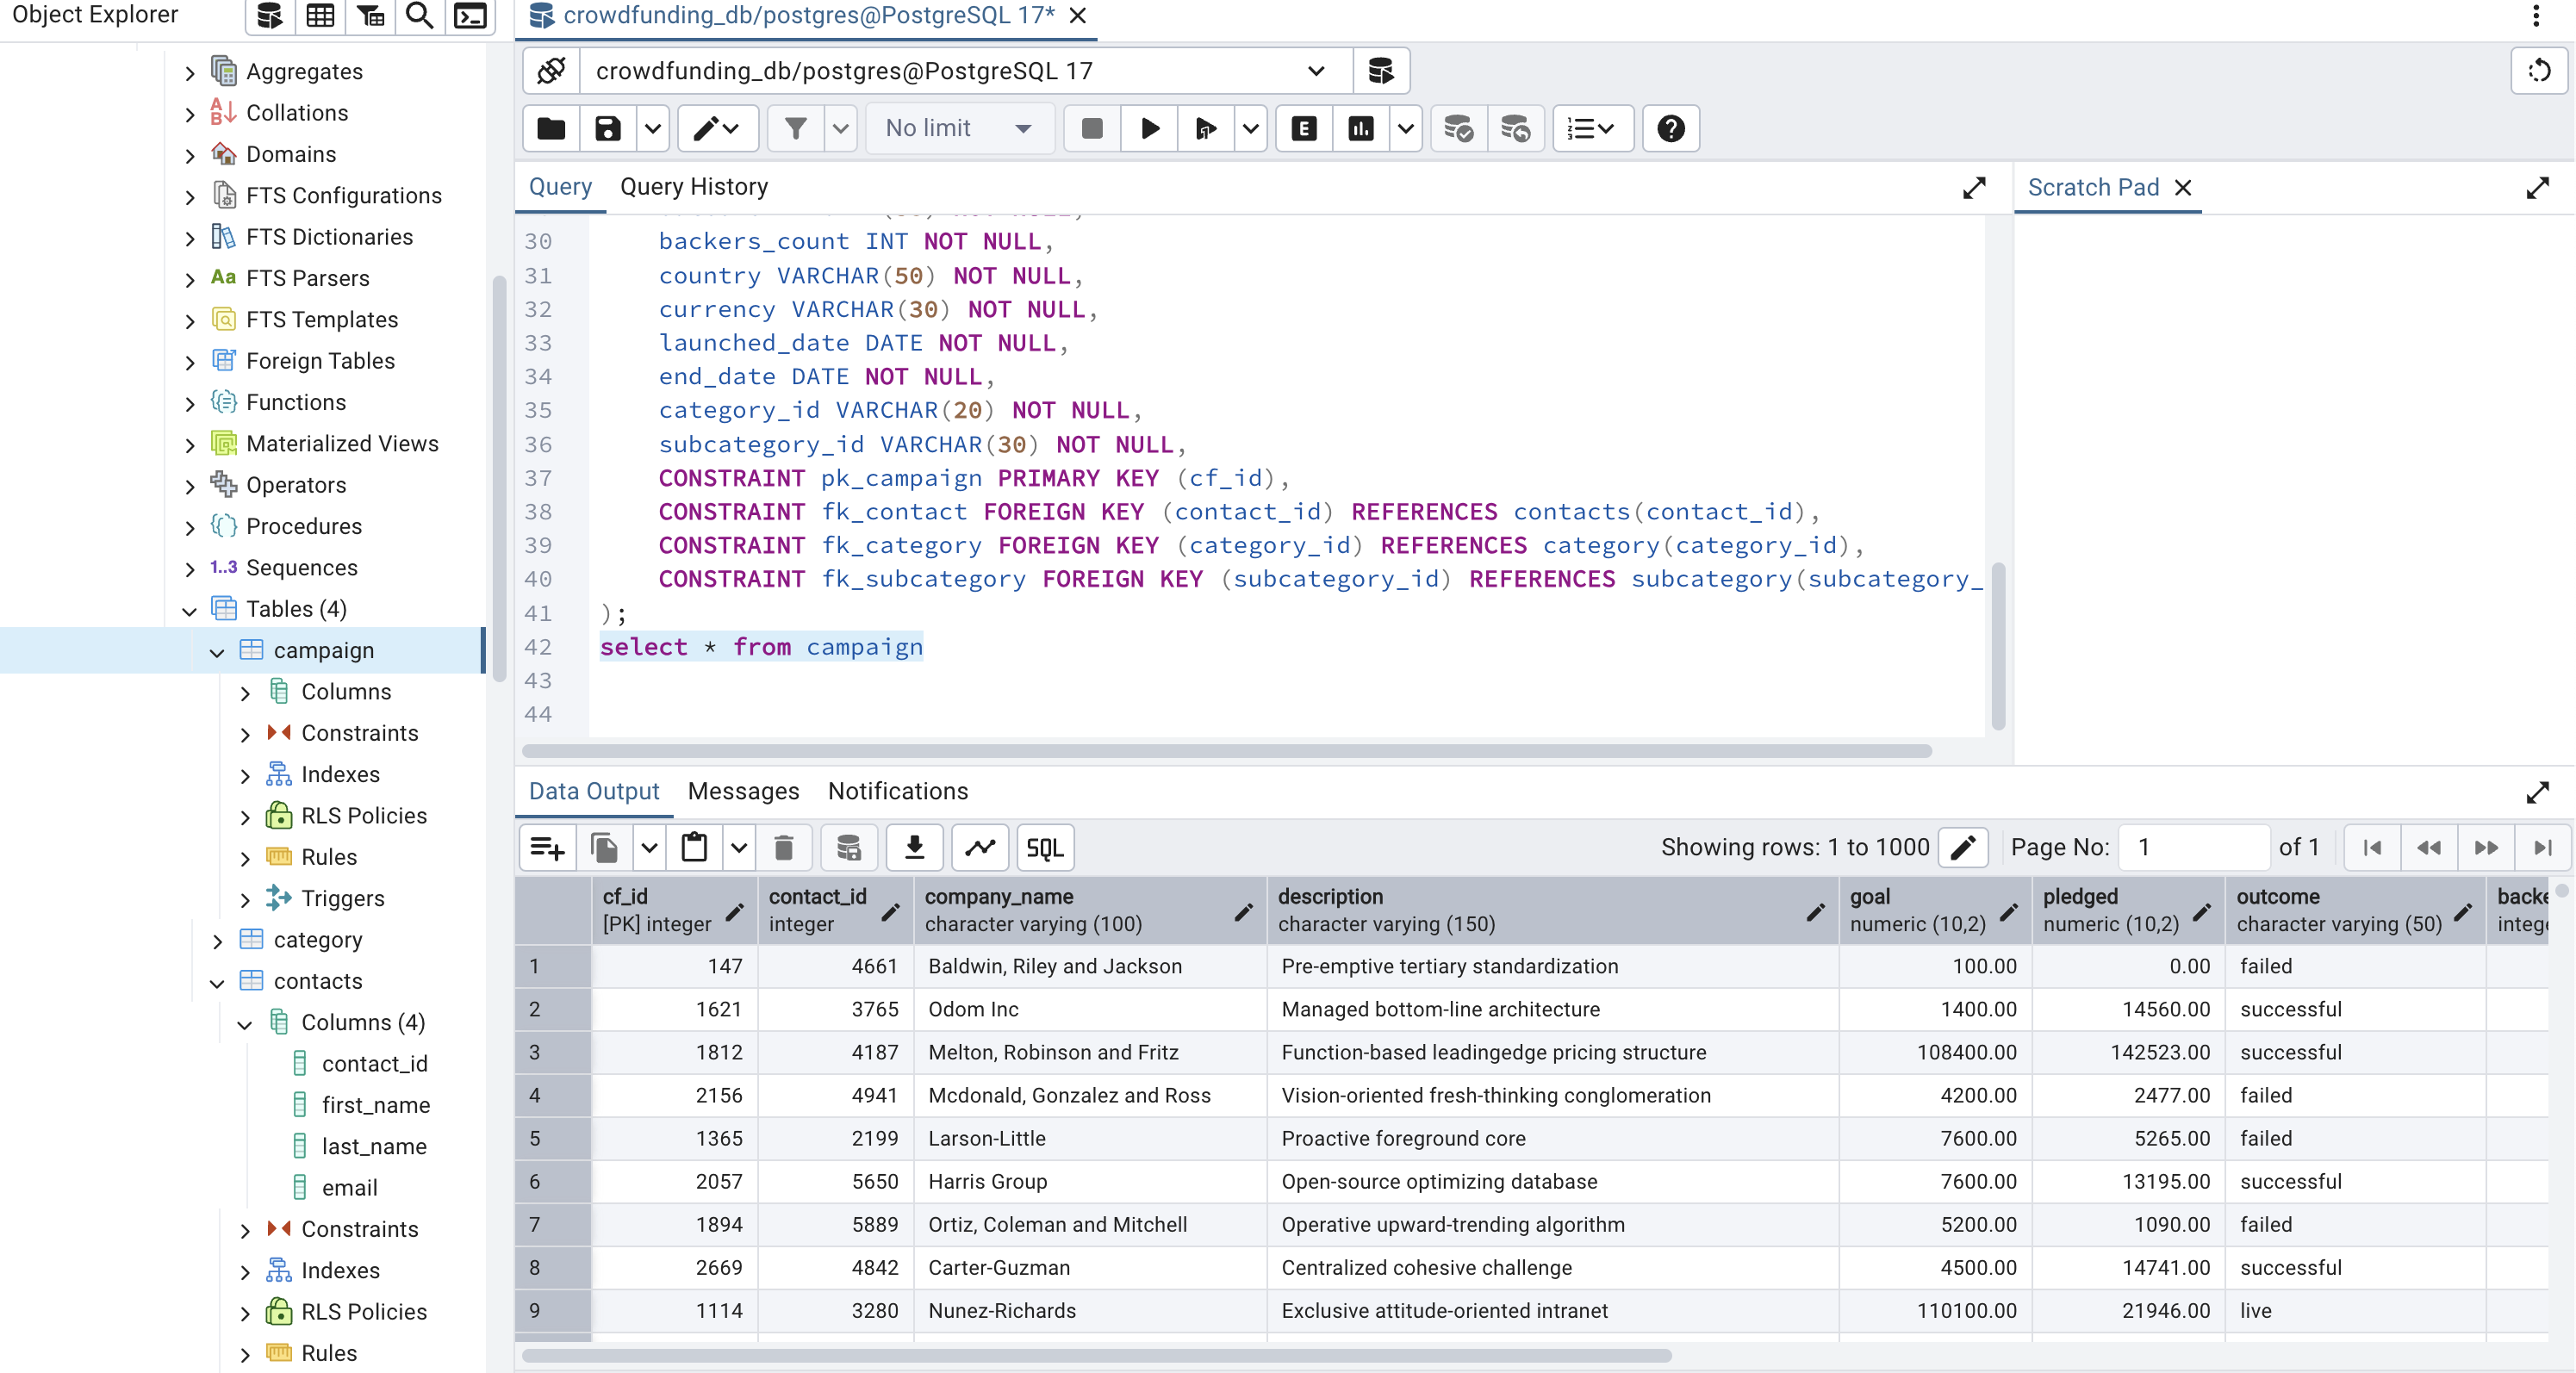 Object Explorer
crowdfunding_db/postgres@PostgreSQL 17*
crowdfunding_db/postgres@PostgreSQL 17
No limit
E
Query
Query History
Scratch Pad
Aggregates
Collations
Domains
FTS Configurations
FTS Dictionaries
Aa FTS Parsers
FTS Templates
Foreign Tables
Functions
Materialized Views
Operators
Procedures
1..3 Sequences
Tables (4)
campaign
Columns
Constraints
Indexes
RLS Policies
Rules
Triggers
category
contacts
Columns (4)
contact_id
first_name
last_name
email
Constraints
Indexes
RLS Policies
Rules
30 backers_count INT NOT NULL,
31 country VARCHAR(50) NOT NULL,
32 currency VARCHAR(30) NOT NULL,
33 launched_date DATE NOT NULL,
34 end_date DATE NOT NULL,
35 category_id VARCHAR(20) NOT NULL,
36 subcategory_id VARCHAR(30) NOT NULL,
37 CONSTRAINT pk_campaign PRIMARY KEY (cf_id),
38 CONSTRAINT fk_contact FOREIGN KEY (contact_id) REFERENCES contacts(contact_id),
39 CONSTRAINT fk_category FOREIGN KEY (category_id) REFERENCES category(category_id),
40 CONSTRAINT fk_subcategory FOREIGN KEY (subcategory_id) REFERENCES subcategory(subcategory_
41 );
42 select * from campaign
43
44
Data Output
Messages
Notifications
SQL
Showing rows: 1 to 1000
Page No: 1 of 1
cf_id contact_id company_name description goal pledged outcome backe
[PK] integer integer character varying (100) character varying (150) numeric (10,2) numeric (10,2) character varying (50) integ
1 147 4661 Baldwin, Riley and Jackson Pre-emptive tertiary standardization 100.00 0.00 failed
2 1621 3765 Odom Inc Managed bottom-line architecture 1400.00 14560.00 successful
3 1812 4187 Melton, Robinson and Fritz Function-based leadingedge pricing structure 108400.00 142523.00 successful
4 2156 4941 Mcdonald, Gonzalez and Ross Vision-oriented fresh-thinking conglomeration 4200.00 2477.00 failed
5 1365 2199 Larson-Little Proactive foreground core 7600.00 5265.00 failed
6 2057 5650 Harris Group Open-source optimizing database 7600.00 13195.00 successful
7 1894 5889 Ortiz, Coleman and Mitchell Operative upward-trending algorithm 5200.00 1090.00 failed
8 2669 4842 Carter-Guzman Centralized cohesive challenge 4500.00 14741.00 successful
9 1114 3280 Nunez-Richards Exclusive attitude-oriented intranet 110100.00 21946.00 live